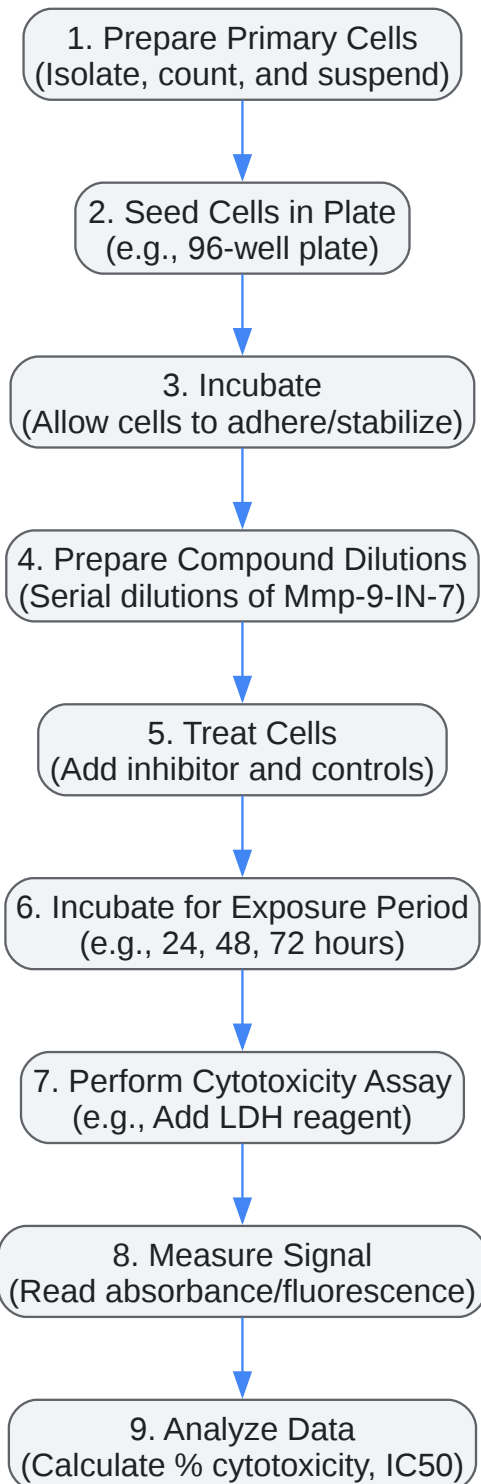 1. Prepare Primary Cells
(Isolate, count, and suspend)
2. Seed Cells in Plate
(e.g., 96-well plate)
3. Incubate
(Allow cells to adhere/stabilize)
4. Prepare Compound Dilutions
(Serial dilutions of Mmp-9-IN-7)
5. Treat Cells
(Add inhibitor and controls)
6. Incubate for Exposure Period
(e.g., 24, 48, 72 hours)
7. Perform Cytotoxicity Assay
(e.g., Add LDH reagent)
8. Measure Signal
(Read absorbance/fluorescence)
9. Analyze Data
(Calculate % cytotoxicity, IC50)